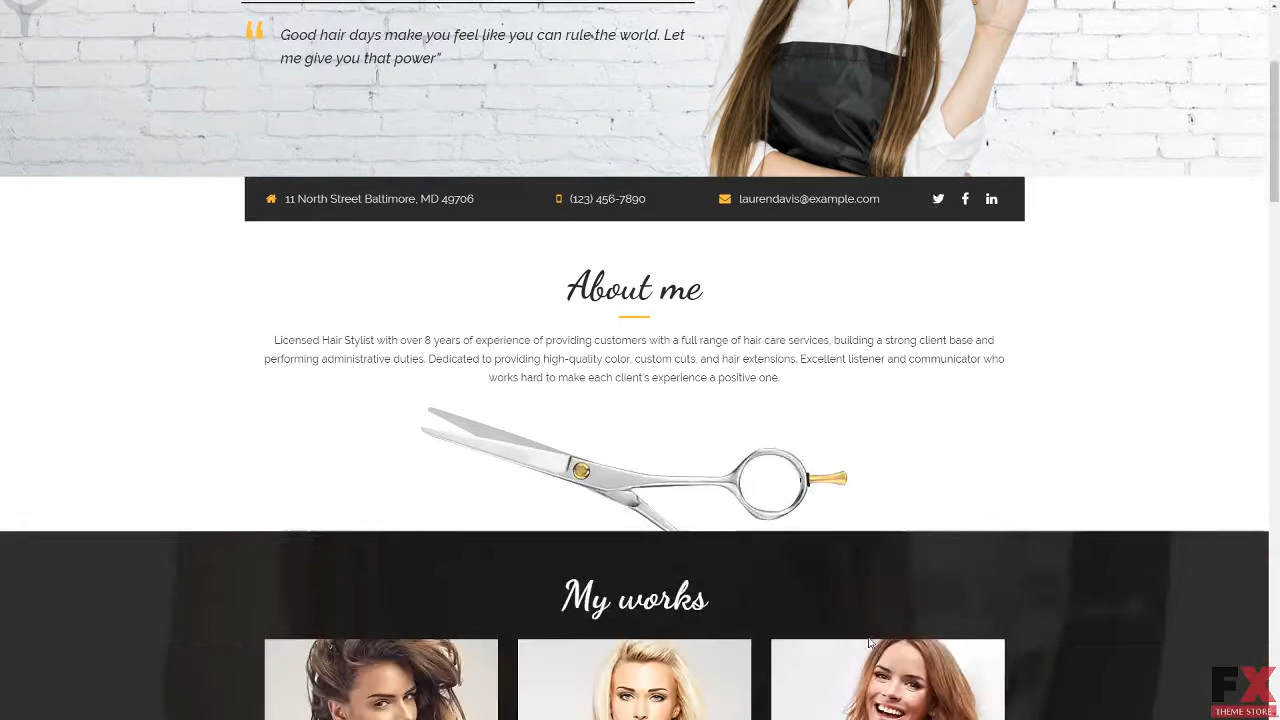 “ Good hair days make you feel like you can rule the world. Let
me give you that power”
11 North Street Baltimore, MD 49706
(123) 456-7890
laurendavis@example.com
About me
Licensed Hair Stylist with over 8 years of experience of providing customers with a full range of hair care services, building a strong client base and
performing administrative duties. Dedicated to providing high-quality color, custom cuts, and hair extensions. Excellent listener and communicator who
works hard to make each client's experience a positive one.
My works
FX
THEME STORE